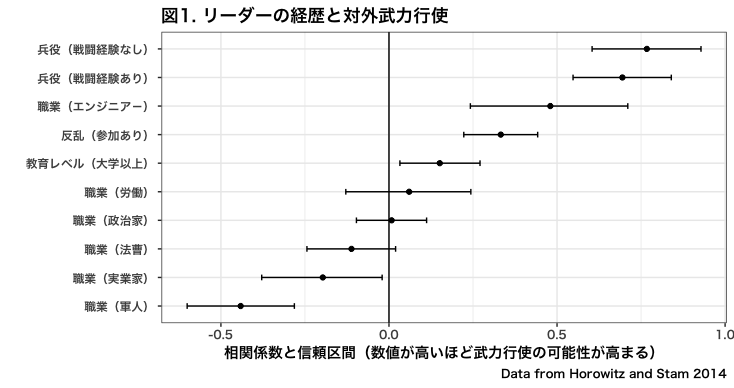 図1. リーダーの経歴と対外武力行使
兵役（戦闘経験なし）
兵役（戦闘経験あり）
職業（エンジニアー）
反乱（参加あり）
教育レベル（大学以上）
職業（労働）
職業（政治家）
職業（法曹）
職業（実業家）
職業（軍人）
-0.5 0.0 0.5 1.0
相関係数と信頼区間（数値が高いほど武力行使の可能性が高まる）
Data from Horowitz and Stam 2014